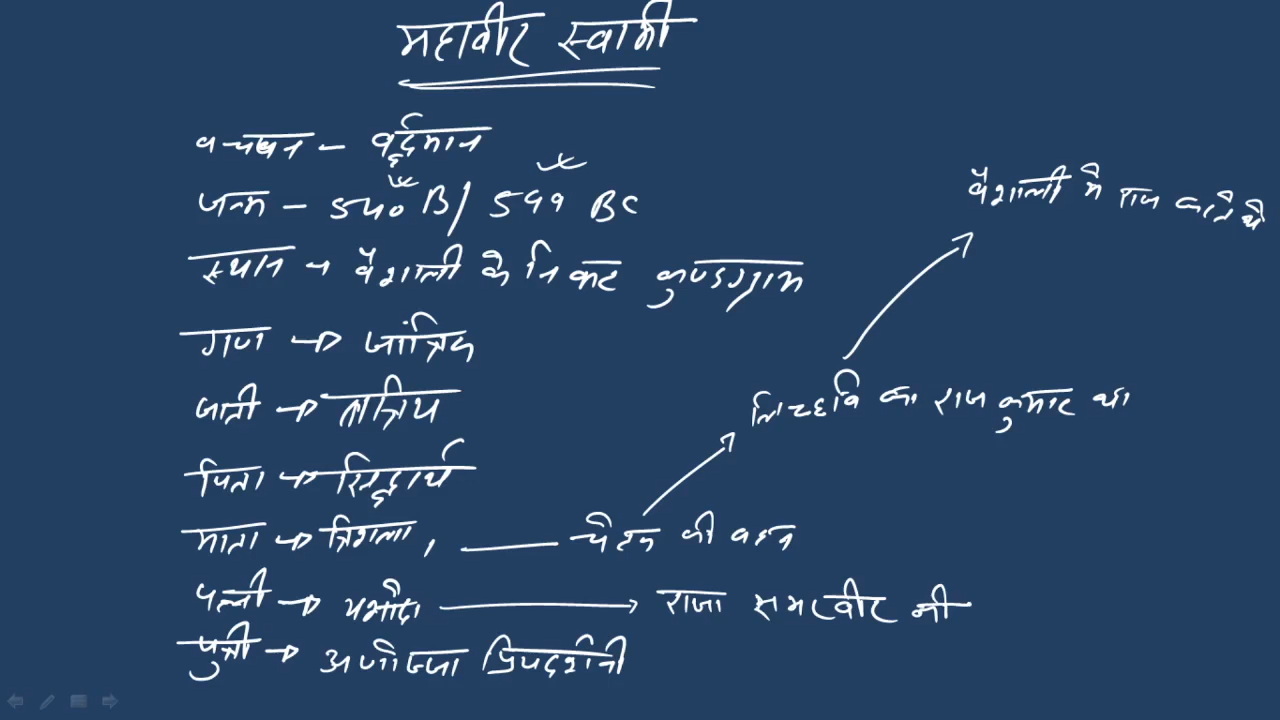 महावीर स्वामी
बचपन - वर्द्धमान
जन्म - 540 B/ 599 BC
वैशाली में राज करते थे
स्थान - वैशाली के निकट कुण्डग्राम
गण → ज्ञांत्रिक
लिच्छवि का राजकुमार था
जाती → क्षत्रिय
पिता → सिद्धार्थ
माता → त्रिशला, — चेटक की बहन
पत्नी → यशोदा → राजा समरवीर की
पुत्री → अणोज्जा प्रियदर्शनी